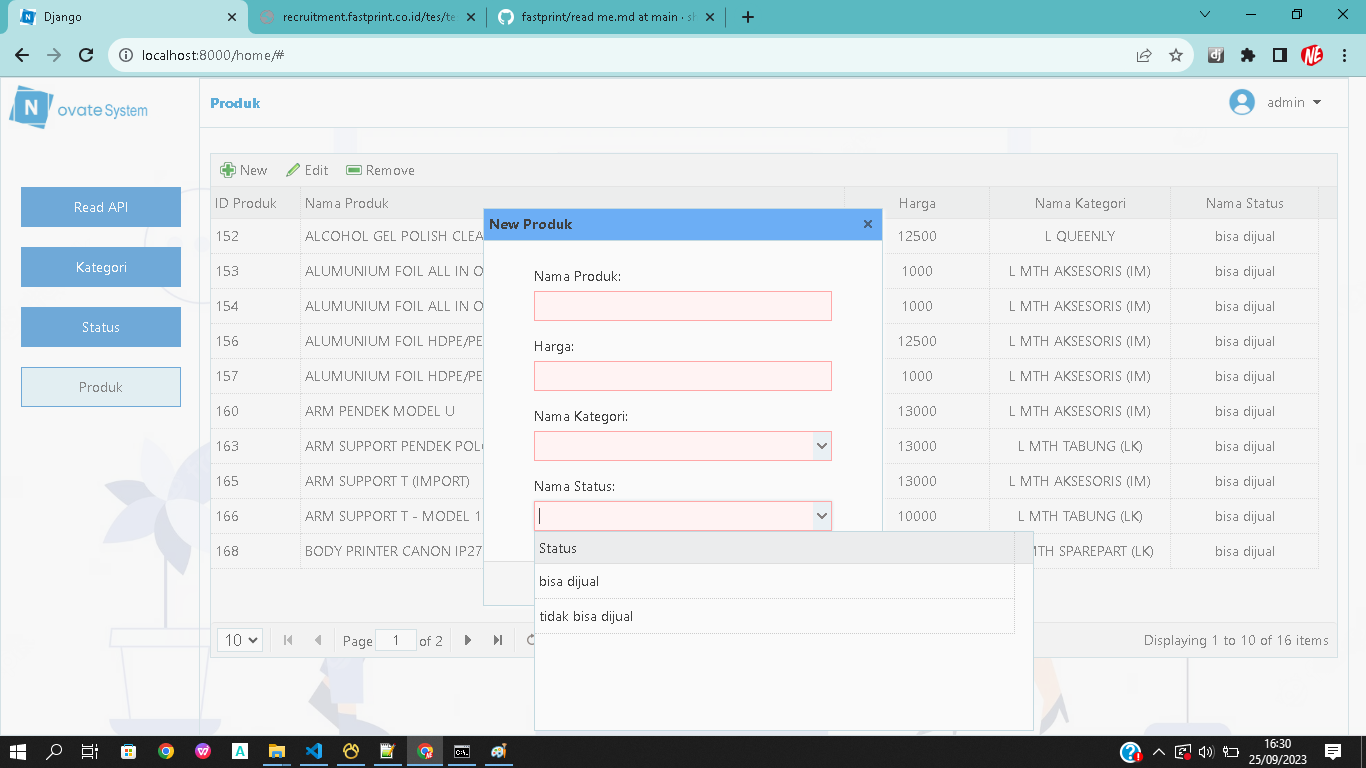 Django
recruitment.fastprint.co.id/tes/te
fastprint/read me.md at main · sl
localhost:8000/home/#
N ovate System
Produk
admin
Read API
Kategori
Status
Produk
New Edit Remove
ID Produk Nama Produk Harga Nama Kategori Nama Status
152 ALCOHOL GEL POLISH CLEA 12500 L QUEENLY bisa dijual
153 ALUMUNIUM FOIL ALL IN O 1000 L MTH AKSESORIS (IM) bisa dijual
154 ALUMUNIUM FOIL ALL IN O 1000 L MTH AKSESORIS (IM) bisa dijual
156 ALUMUNIUM FOIL HDPE/PE 12500 L MTH AKSESORIS (IM) bisa dijual
157 ALUMUNIUM FOIL HDPE/PE 1000 L MTH AKSESORIS (IM) bisa dijual
160 ARM PENDEK MODEL U 13000 L MTH AKSESORIS (IM) bisa dijual
163 ARM SUPPORT PENDEK POLO 13000 L MTH TABUNG (LK) bisa dijual
165 ARM SUPPORT T (IMPORT) 13000 L MTH AKSESORIS (IM) bisa dijual
166 ARM SUPPORT T - MODEL 1 10000 L MTH TABUNG (LK) bisa dijual
168 BODY PRINTER CANON IP27 MTH SPAREPART (LK) bisa dijual
New Produk
Nama Produk:
Harga:
Nama Kategori:
Nama Status:
Status
bisa dijual
tidak bisa dijual
10 Page 1 of 2
Displaying 1 to 10 of 16 items
16:30
25/09/2023